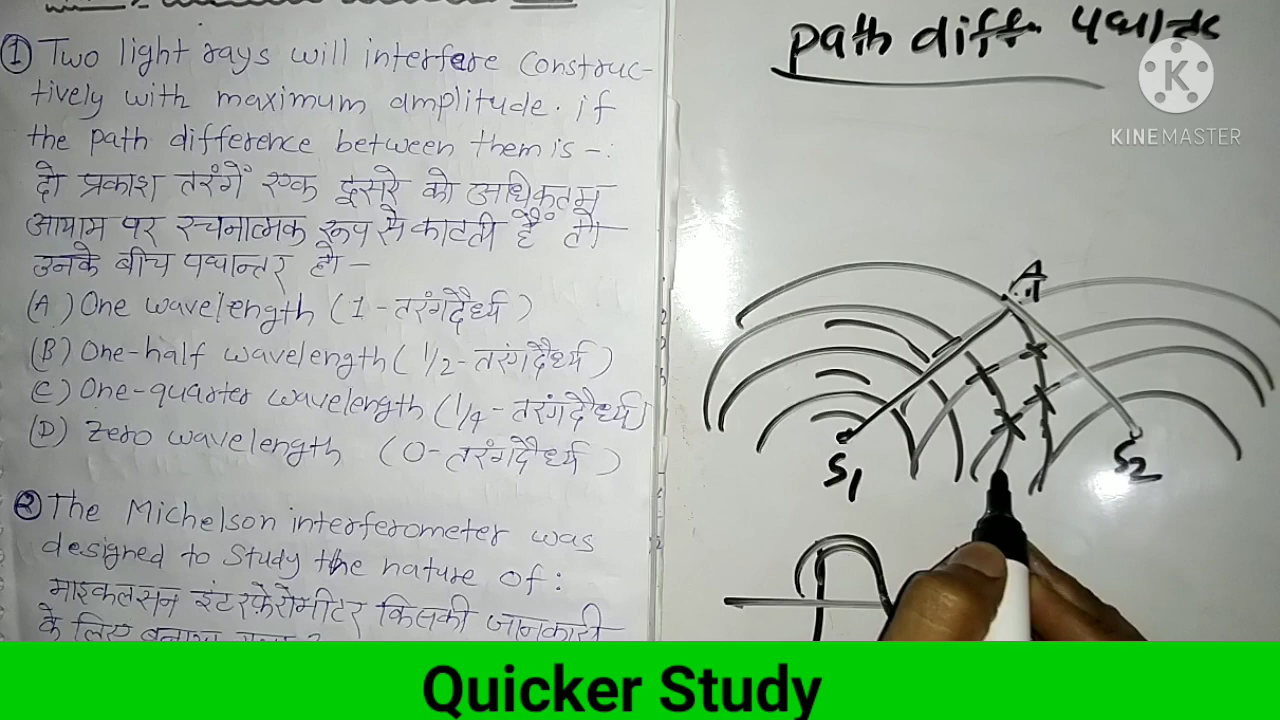 ① Two light rays will interfere construc-
tively with maximum amplitude. if
the path difference between them is -:
दो प्रकाश तरंगें एक दूसरे को अधिकतम
आयाम पर रचनात्मक रूप से काटती हैं तो
उनके बीच पथान्तर हो -
(A) One wavelength (1 - तरंगदैर्ध्य )
(B) One-half wavelength ( 1/2 - तरंगदैर्ध्य )
(C) One-quarter wavelength (1/4 - तरंगदैर्ध्य)
(D) Zero wavelength (0 - तरंगदैर्ध्य )
② The Michelson interferometer was
designed to study the nature of :
माइकलसन इंटरफ़ेरोमीटर किसकी जानकारी
के लिए बनाया गया ?
path diff.
K
KINEMASTER
A
S1
S2
Quicker Study